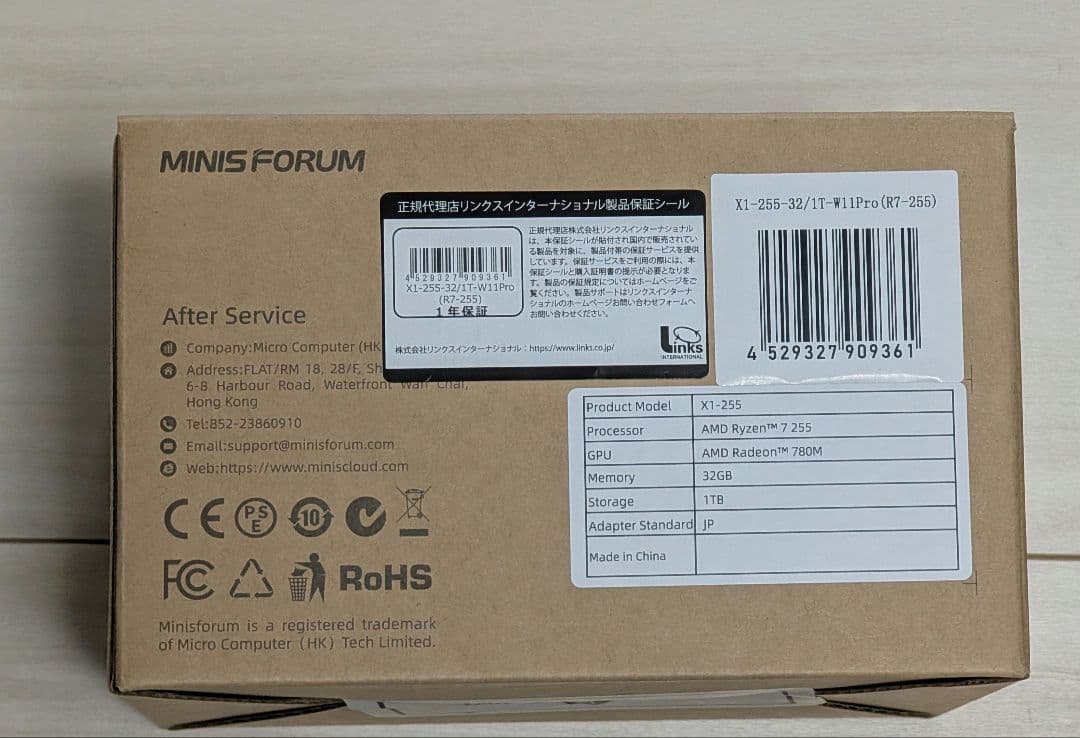 MINISFORUM
正規代理店リンクスインターナショナル製品保証シール
4 529327 909361
X1-255-32/1T-W11Pro
(R7-255)
1年保証
正規代理店株式会社リンクスインターナショナル
は、本保証シールが貼付され国内で販売されてい
る製品を対象に、製品付帯の保証サービスを提供
しています。保証サービスをご利用の際には、本
保証シールと購入証明書の提示が必要となりま
す。製品の保証規定についてはホームページをご
覧ください。製品サポートはリンクスインターナ
ショナルのホームページお問い合わせフォームへ
お問い合わせください。
株式会社リンクスインターナショナル：https://www.links.co.jp/
Links
INTERNATIONAL
X1-255-32/1T-W11Pro(R7-255)
4 529327 909361
After Service
Company:Micro Computer (HK
Address:FLAT/RM 18, 28/F, Sh
6-8 Harbour Road, Waterfront Wan Chai,
Hong Kong
Tel:852-23860910
Email:support@minisforum.com
Web:https://www.miniscloud.com
CE
PS
E
10
FC
RoHS
Minisforum is a registered trademark
of Micro Computer（HK）Tech Limited.
Product Model X1-255
Processor AMD Ryzen™ 7 255
GPU AMD Radeon™ 780M
Memory 32GB
Storage 1TB
Adapter Standard JP
Made in China